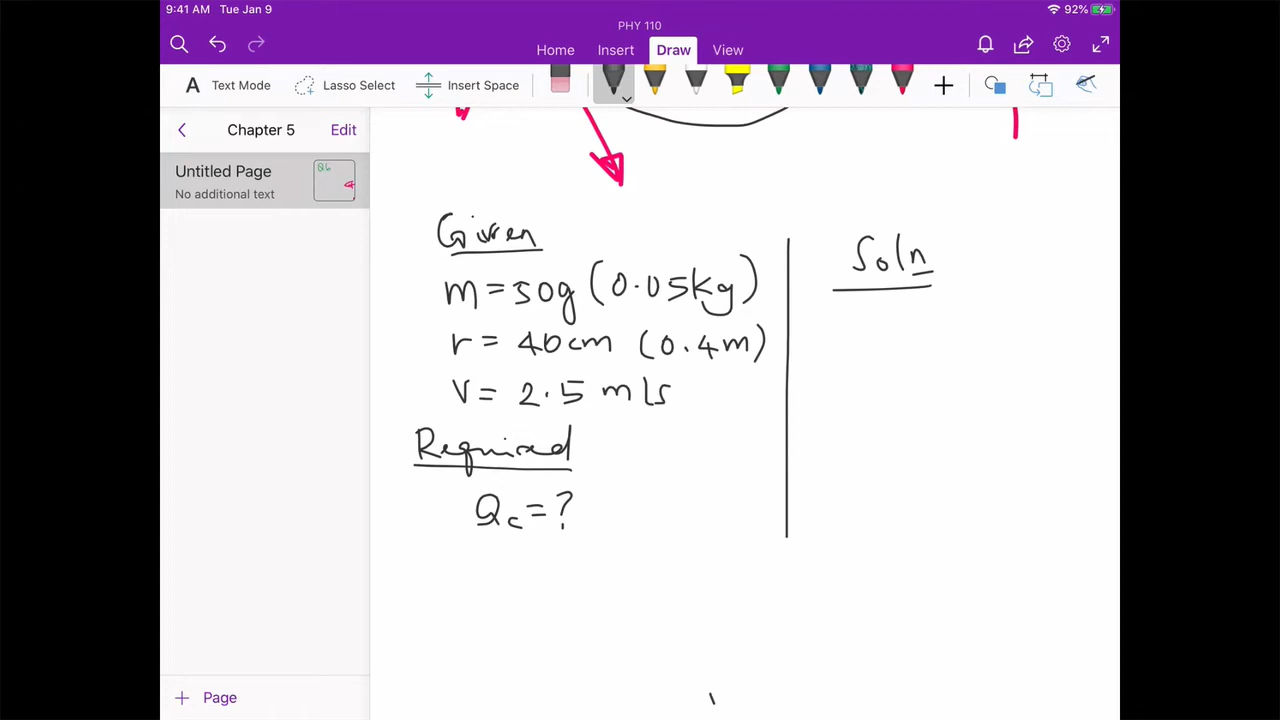 9:41 AM Tue Jan 9
92%
PHY 110
Home Insert Draw View
Text Mode Lasso Select Insert Space
Chapter 5 Edit
Untitled Page
No additional text
Q6
Given
m = 50g (0.05kg)
r = 40cm (0.4m)
v = 2.5 m/s
Required
Qc = ?
Soln
+ Page